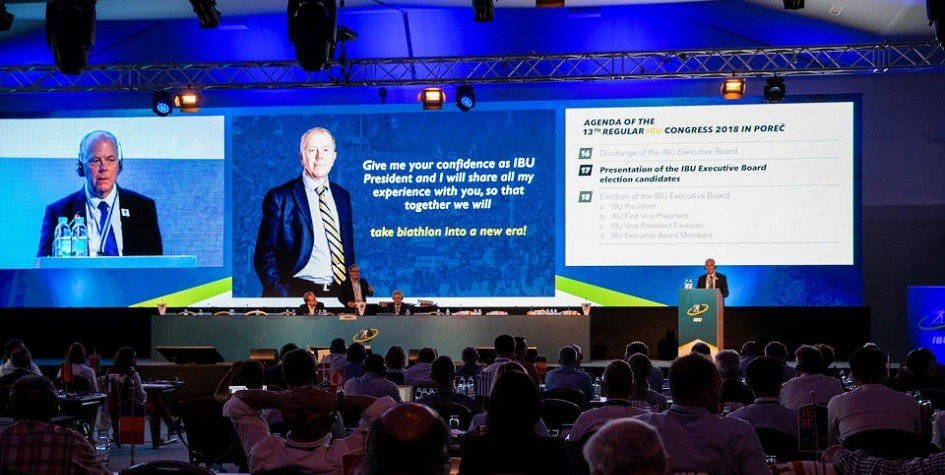 Give me your confidence as IBU
President and I will share all my
experience with you, so that
together we will
take biathlon into a new era!
AGENDA OF THE
13TH REGULAR IBU CONGRESS 2018 IN POREČ
16 Discharge of the IBU Executive Board
17 Presentation of the IBU Executive Board
election candidates
18 Election of the IBU Executive Board
a. IBU President
b. IBU First Vice-President
c. IBU Vice-President Finances
d. IBU Executive Board Members
IBU
IBU